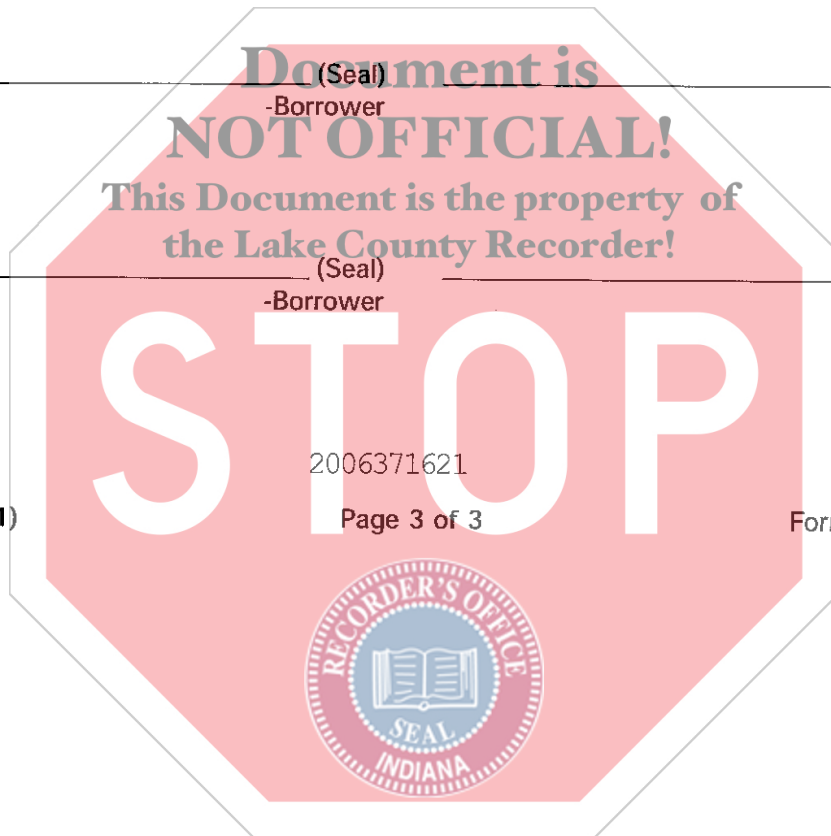 Document is
(Seal)
-Borrower
NOT OFFICIAL!
This Document is the property of
the Lake County Recorder!
(Seal)
-Borrower
STOP
2006371621
Page 3 of 3
RECORDER'S OFFICE
SEAL
INDIANA